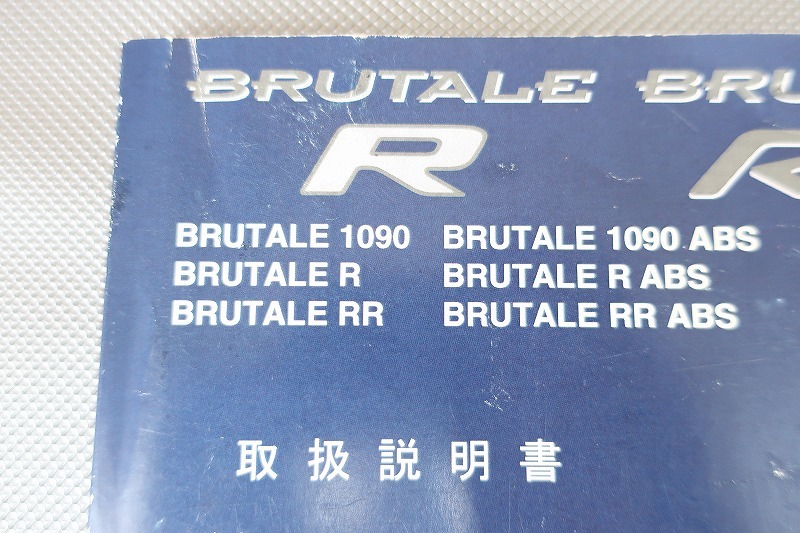 BRUTALE
R
BRUTALE 1090 BRUTALE 1090 ABS
BRUTALE R BRUTALE R ABS
BRUTALE RR BRUTALE RR ABS
取扱説明書